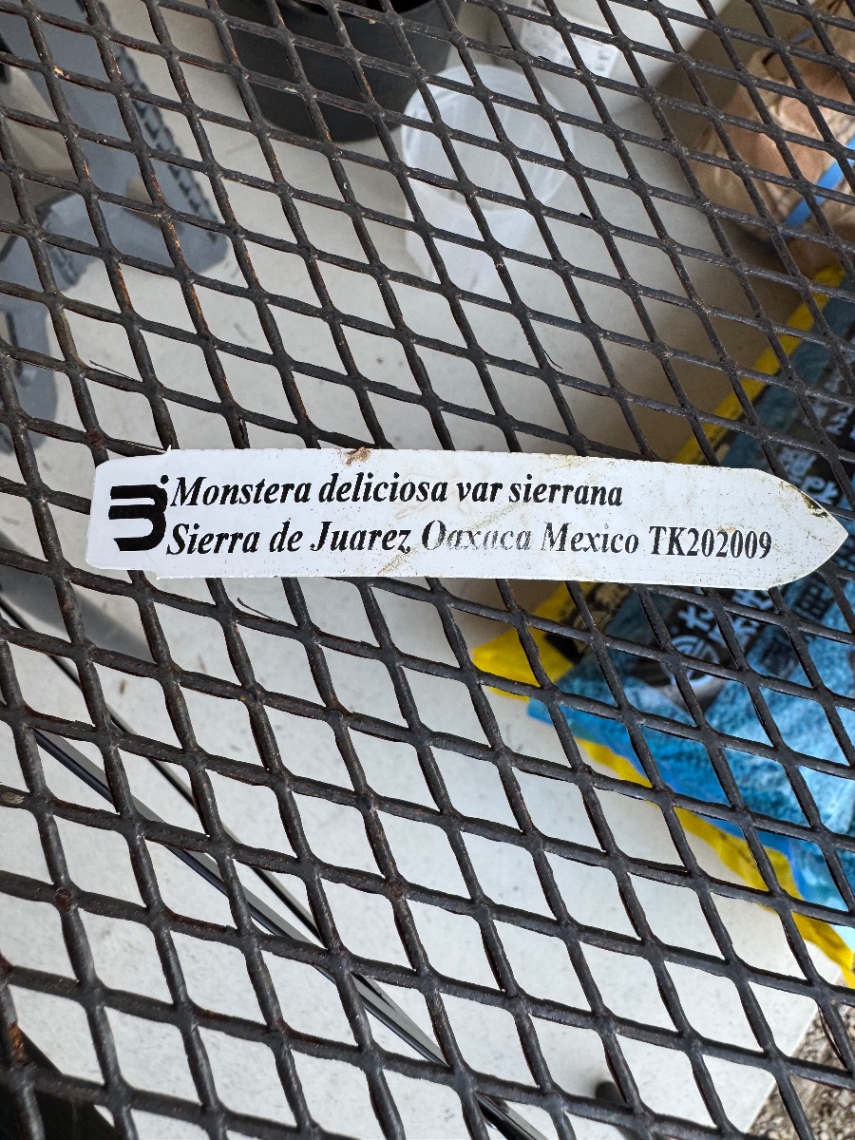 Monstera deliciosa var sierrana
Sierra de Juarez Oaxaca Mexico TK202009